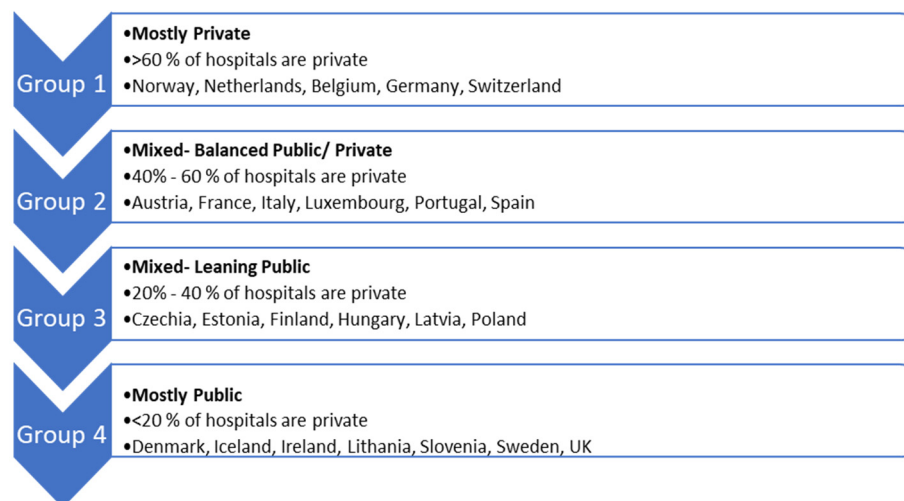 Group 1
•Mostly Private
•>60 % of hospitals are private
•Norway, Netherlands, Belgium, Germany, Switzerland
Group 2
•Mixed- Balanced Public/ Private
•40% - 60 % of hospitals are private
•Austria, France, Italy, Luxembourg, Portugal, Spain
Group 3
•Mixed- Leaning Public
•20% - 40 % of hospitals are private
•Czechia, Estonia, Finland, Hungary, Latvia, Poland
Group 4
•Mostly Public
•<20 % of hospitals are private
•Denmark, Iceland, Ireland, Lithania, Slovenia, Sweden, UK